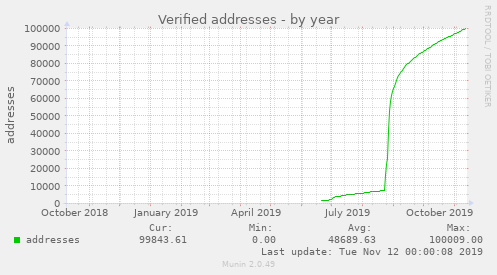 Verified addresses - by year
RRDTOOL / TOBI OETIKER
addresses
100000
90000
80000
70000
60000
50000
40000
30000
20000
10000
0
October 2018 January 2019 April 2019 July 2019 October 2019
Cur: Min: Avg: Max:
addresses 99843.61 0.00 48689.63 100009.00
Last update: Tue Nov 12 00:00:08 2019
Munin 2.0.49